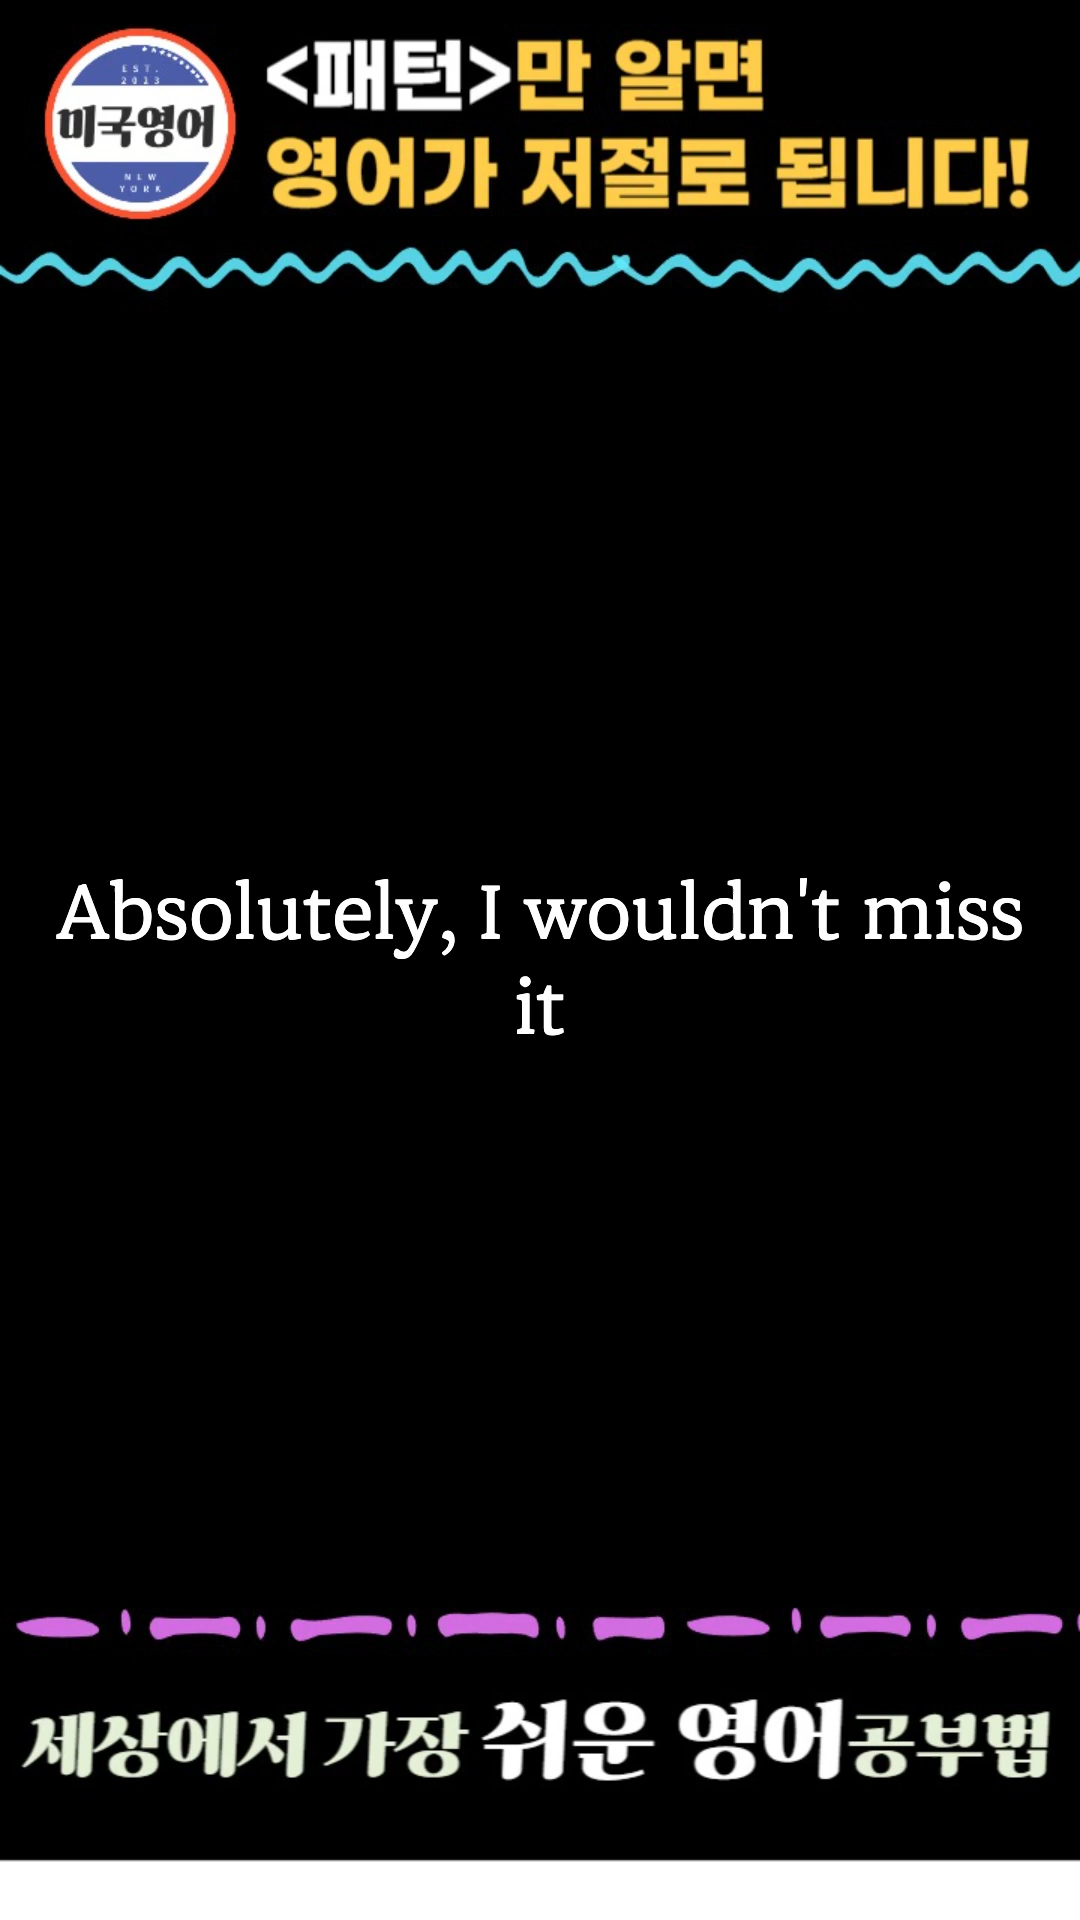 EST.
2023
미국영어
NEW
YORK
<패턴>만 알면
영어가 저절로 됩니다!
Absolutely, I wouldn't miss
it
세상에서 가장 쉬운 영어공부법